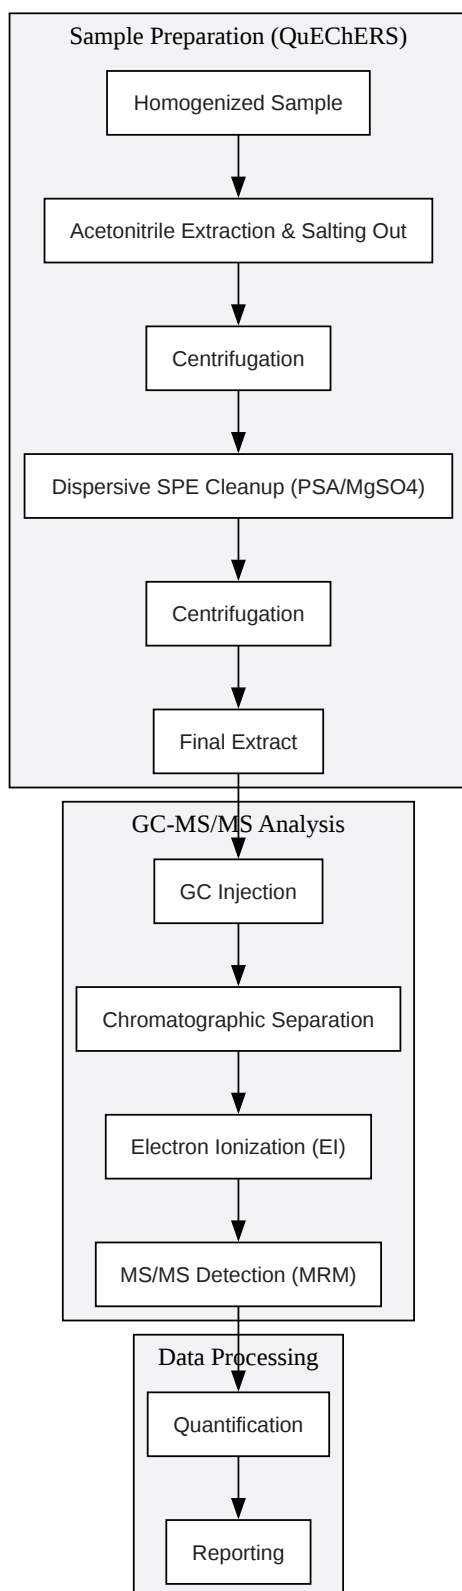 Sample Preparation (QuEChERS)
Homogenized Sample
Acetonitrile Extraction & Salting Out
Centrifugation
Dispersive SPE Cleanup (PSA/MgSO4)
Centrifugation
Final Extract
GC-MS/MS Analysis
GC Injection
Chromatographic Separation
Electron Ionization (EI)
MS/MS Detection (MRM)
Data Processing
Quantification
Reporting